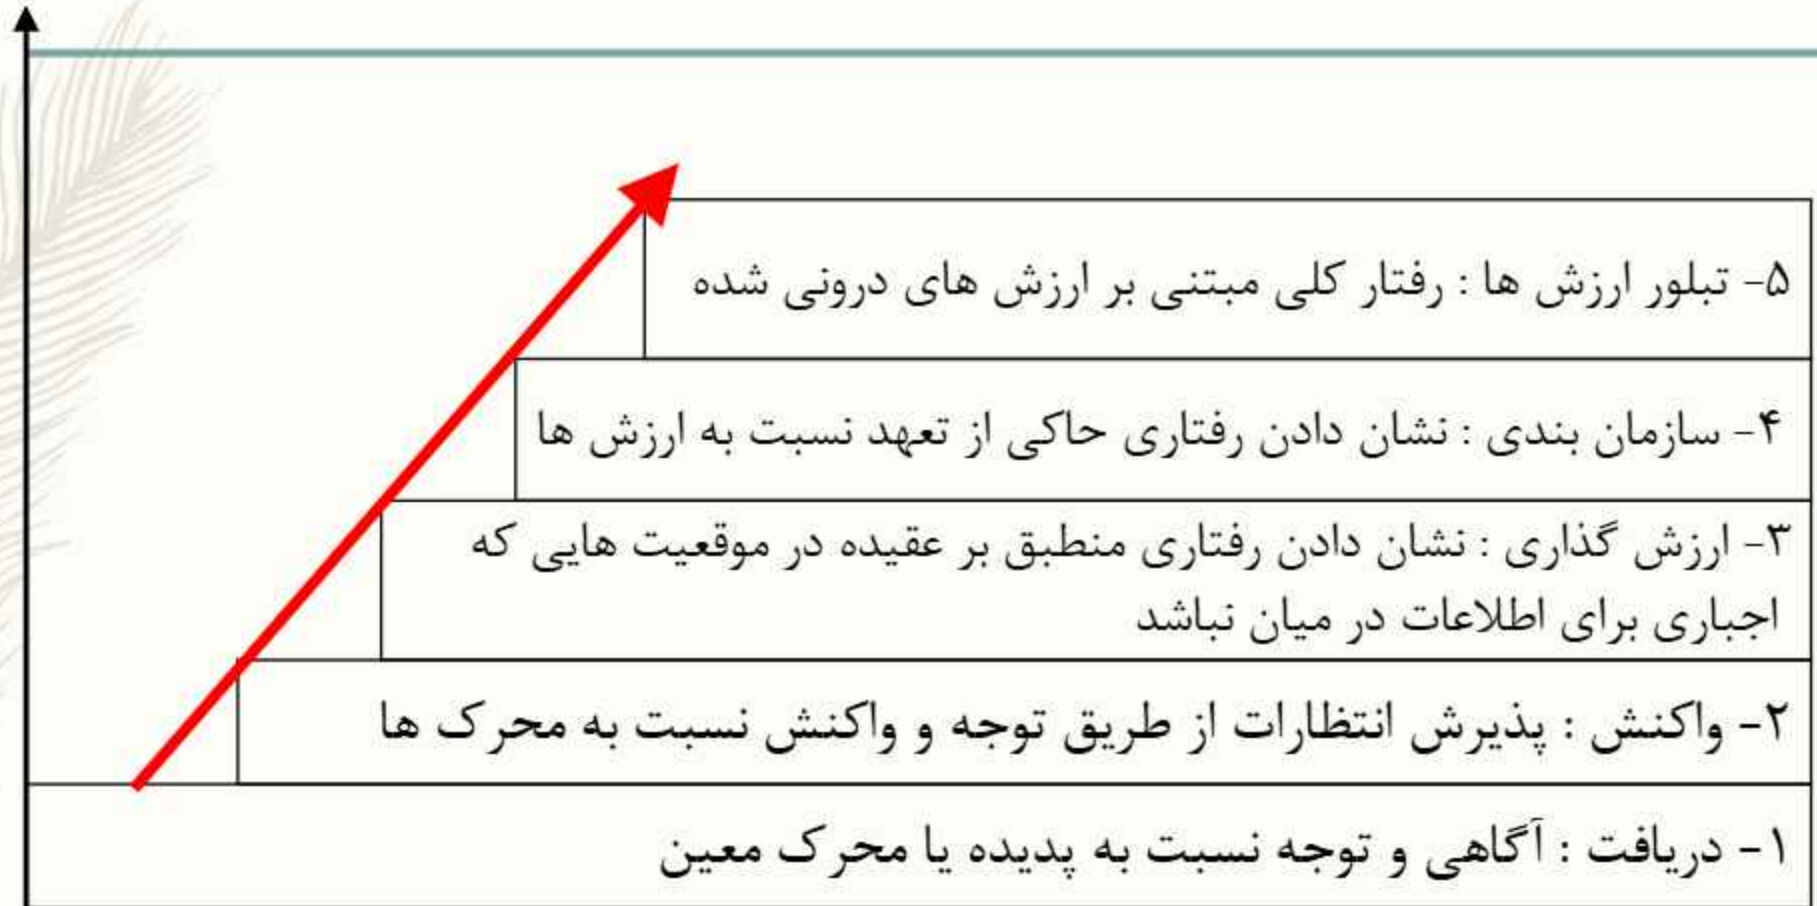 ۵- تبلور ارزش ها : رفتار کلی مبتنی بر ارزش های درونی شده
۴- سازمان بندی : نشان دادن رفتاری حاکی از تعهد نسبت به ارزش ها
۳- ارزش گذاری : نشان دادن رفتاری منطبق بر عقیده در موقعیت هایی که
اجباری برای اطلاعات در میان نباشد
۲- واکنش : پذیرش انتظارات از طریق توجه و واکنش نسبت به محرک ها
۱- دریافت : آگاهی و توجه نسبت به پدیده یا محرک معین